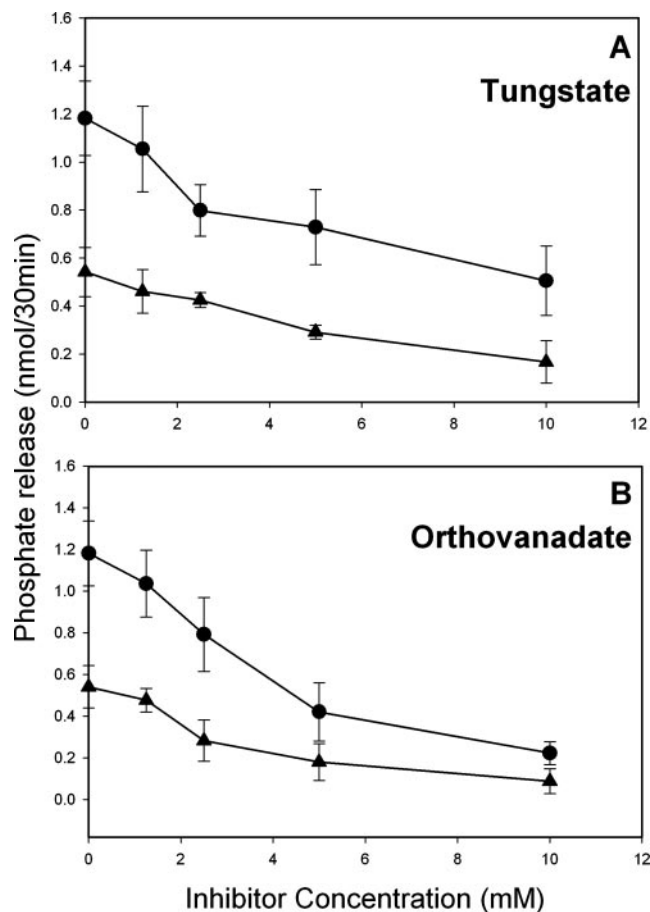 A
Tungstate
1.6
1.4
1.2
1.0
0.8
0.6
0.4
0.2
0.0
0 2 4 6 8 10 12
Phosphate release (nmol/30min)
B
Orthovanadate
1.6
1.4
1.2
1.0
0.8
0.6
0.4
0.2
0.0
0 2 4 6 8 10 12
Inhibitor Concentration (mM)